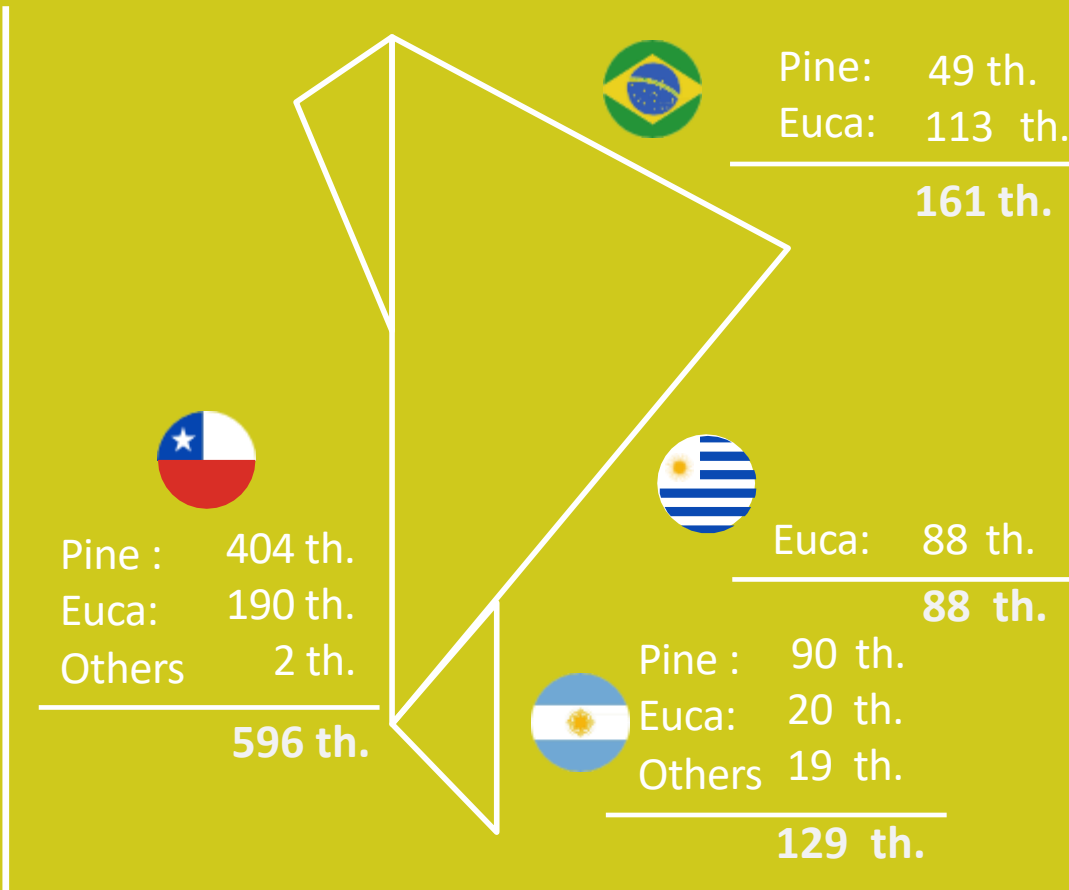 Pine: 49 th.
Euca: 113 th.
161 th.
Pine : 404 th.
Euca: 190 th.
Others 2 th.
596 th.
Euca: 88 th.
88 th.
Pine : 90 th.
Euca: 20 th.
Others 19 th.
129 th.